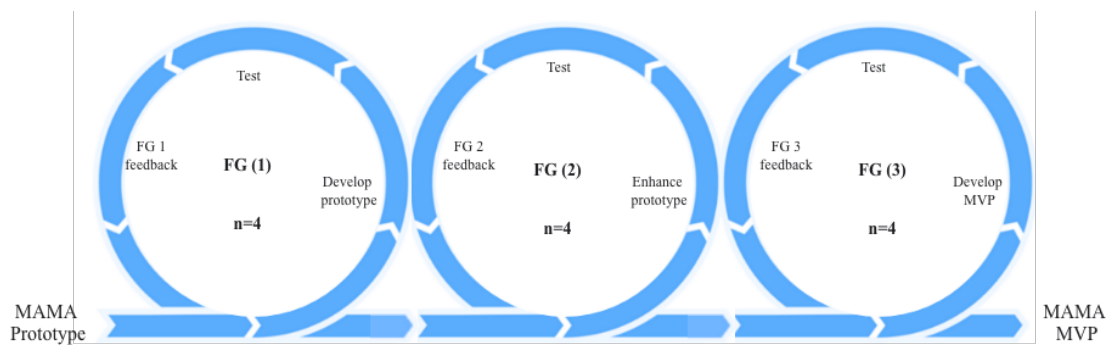 MAMA
Prototype
Test
FG 1
feedback
FG (1)
Develop
prototype
n=4
Test
FG 2
feedback
FG (2)
Enhance
prototype
n=4
Test
FG 3
feedback
FG (3)
Develop
MVP
n=4
MAMA
MVP